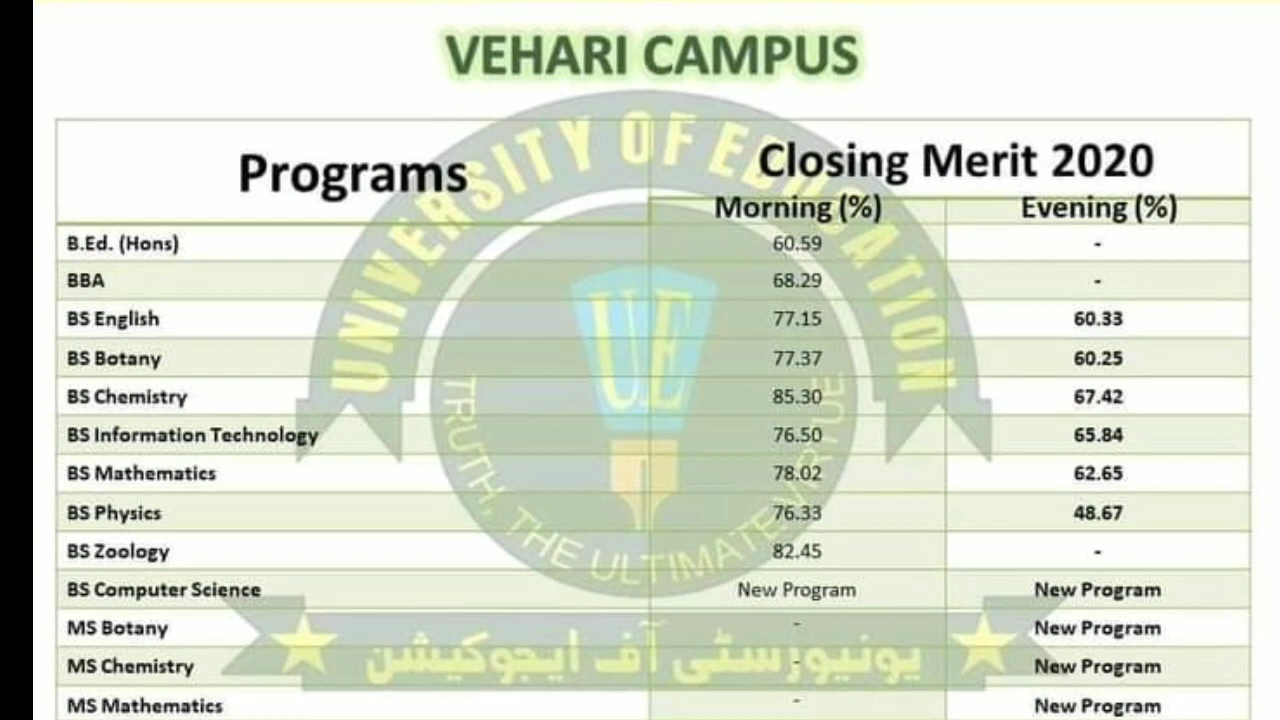 VEHARI CAMPUS
UNIVERSITY OF EDUCATION
UE
TRUTH, THE ULTIMATE VIRTUE
یونیورسٹی آف ایجوکیشن
Programs Closing Merit 2020
Morning (%) Evening (%)
B.Ed. (Hons) 60.59 -
BBA 68.29 -
BS English 77.15 60.33
BS Botany 77.37 60.25
BS Chemistry 85.30 67.42
BS Information Technology 76.50 65.84
BS Mathematics 78.02 62.65
BS Physics 76.33 48.67
BS Zoology 82.45 -
BS Computer Science New Program New Program
MS Botany - New Program
MS Chemistry - New Program
MS Mathematics - New Program